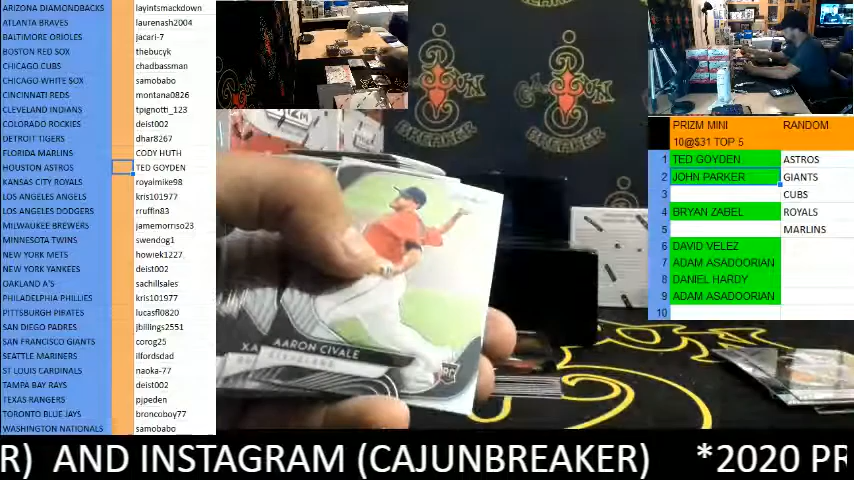 ARIZONA DIAMONDBACKS layintsmackdown
ATLANTA BRAVES laurenash2004
BALTIMORE ORIOLES jacari-7
BOSTON RED SOX thebucyk
CHICAGO CUBS chadbassman
CHICAGO WHITE SOX samobabo
CINCINNATI REDS montana0826
CLEVELAND INDIANS tpignotti_123
COLORADO ROCKIES deist002
DETROIT TIGERS dhar8267
FLORIDA MARLINS CODY HUTH
HOUSTON ASTROS TED GOYDEN
KANSAS CITY ROYALS royalmike98
LOS ANGELES ANGELS kris101977
LOS ANGELES DODGERS rruffin83
MILWAUKEE BREWERS jamemorriso23
MINNESOTA TWINS swendog1
NEW YORK METS howiek1227
NEW YORK YANKEES deist002
OAKLAND A'S sachillsales
PHILADELPHIA PHILLIES kris101977
PITTSBURGH PIRATES lucasfl0820
SAN DIEGO PADRES jbillings2551
SAN FRANCISCO GIANTS corog25
SEATTLE MARINERS ilfordsdad
ST LOUIS CARDINALS naoka-77
TAMPA BAY RAYS deist002
TEXAS RANGERS pjpeden
TORONTO BLUE JAYS broncoboy77
WASHINGTON NATIONALS samobabo
BREAKER
BREAKER
AARON CIVALE
CLEVELAND
XA
RC
PRIZM MINI RANDOM
10@$31 TOP 5
1 TED GOYDEN ASTROS
2 JOHN PARKER GIANTS
3 CUBS
4 BRYAN ZABEL ROYALS
5 MARLINS
6 DAVID VELEZ
7 ADAM ASADOORIAN
8 DANIEL HARDY
9 ADAM ASADOORIAN
10
R) AND INSTAGRAM (CAJUNBREAKER) *2020 PR